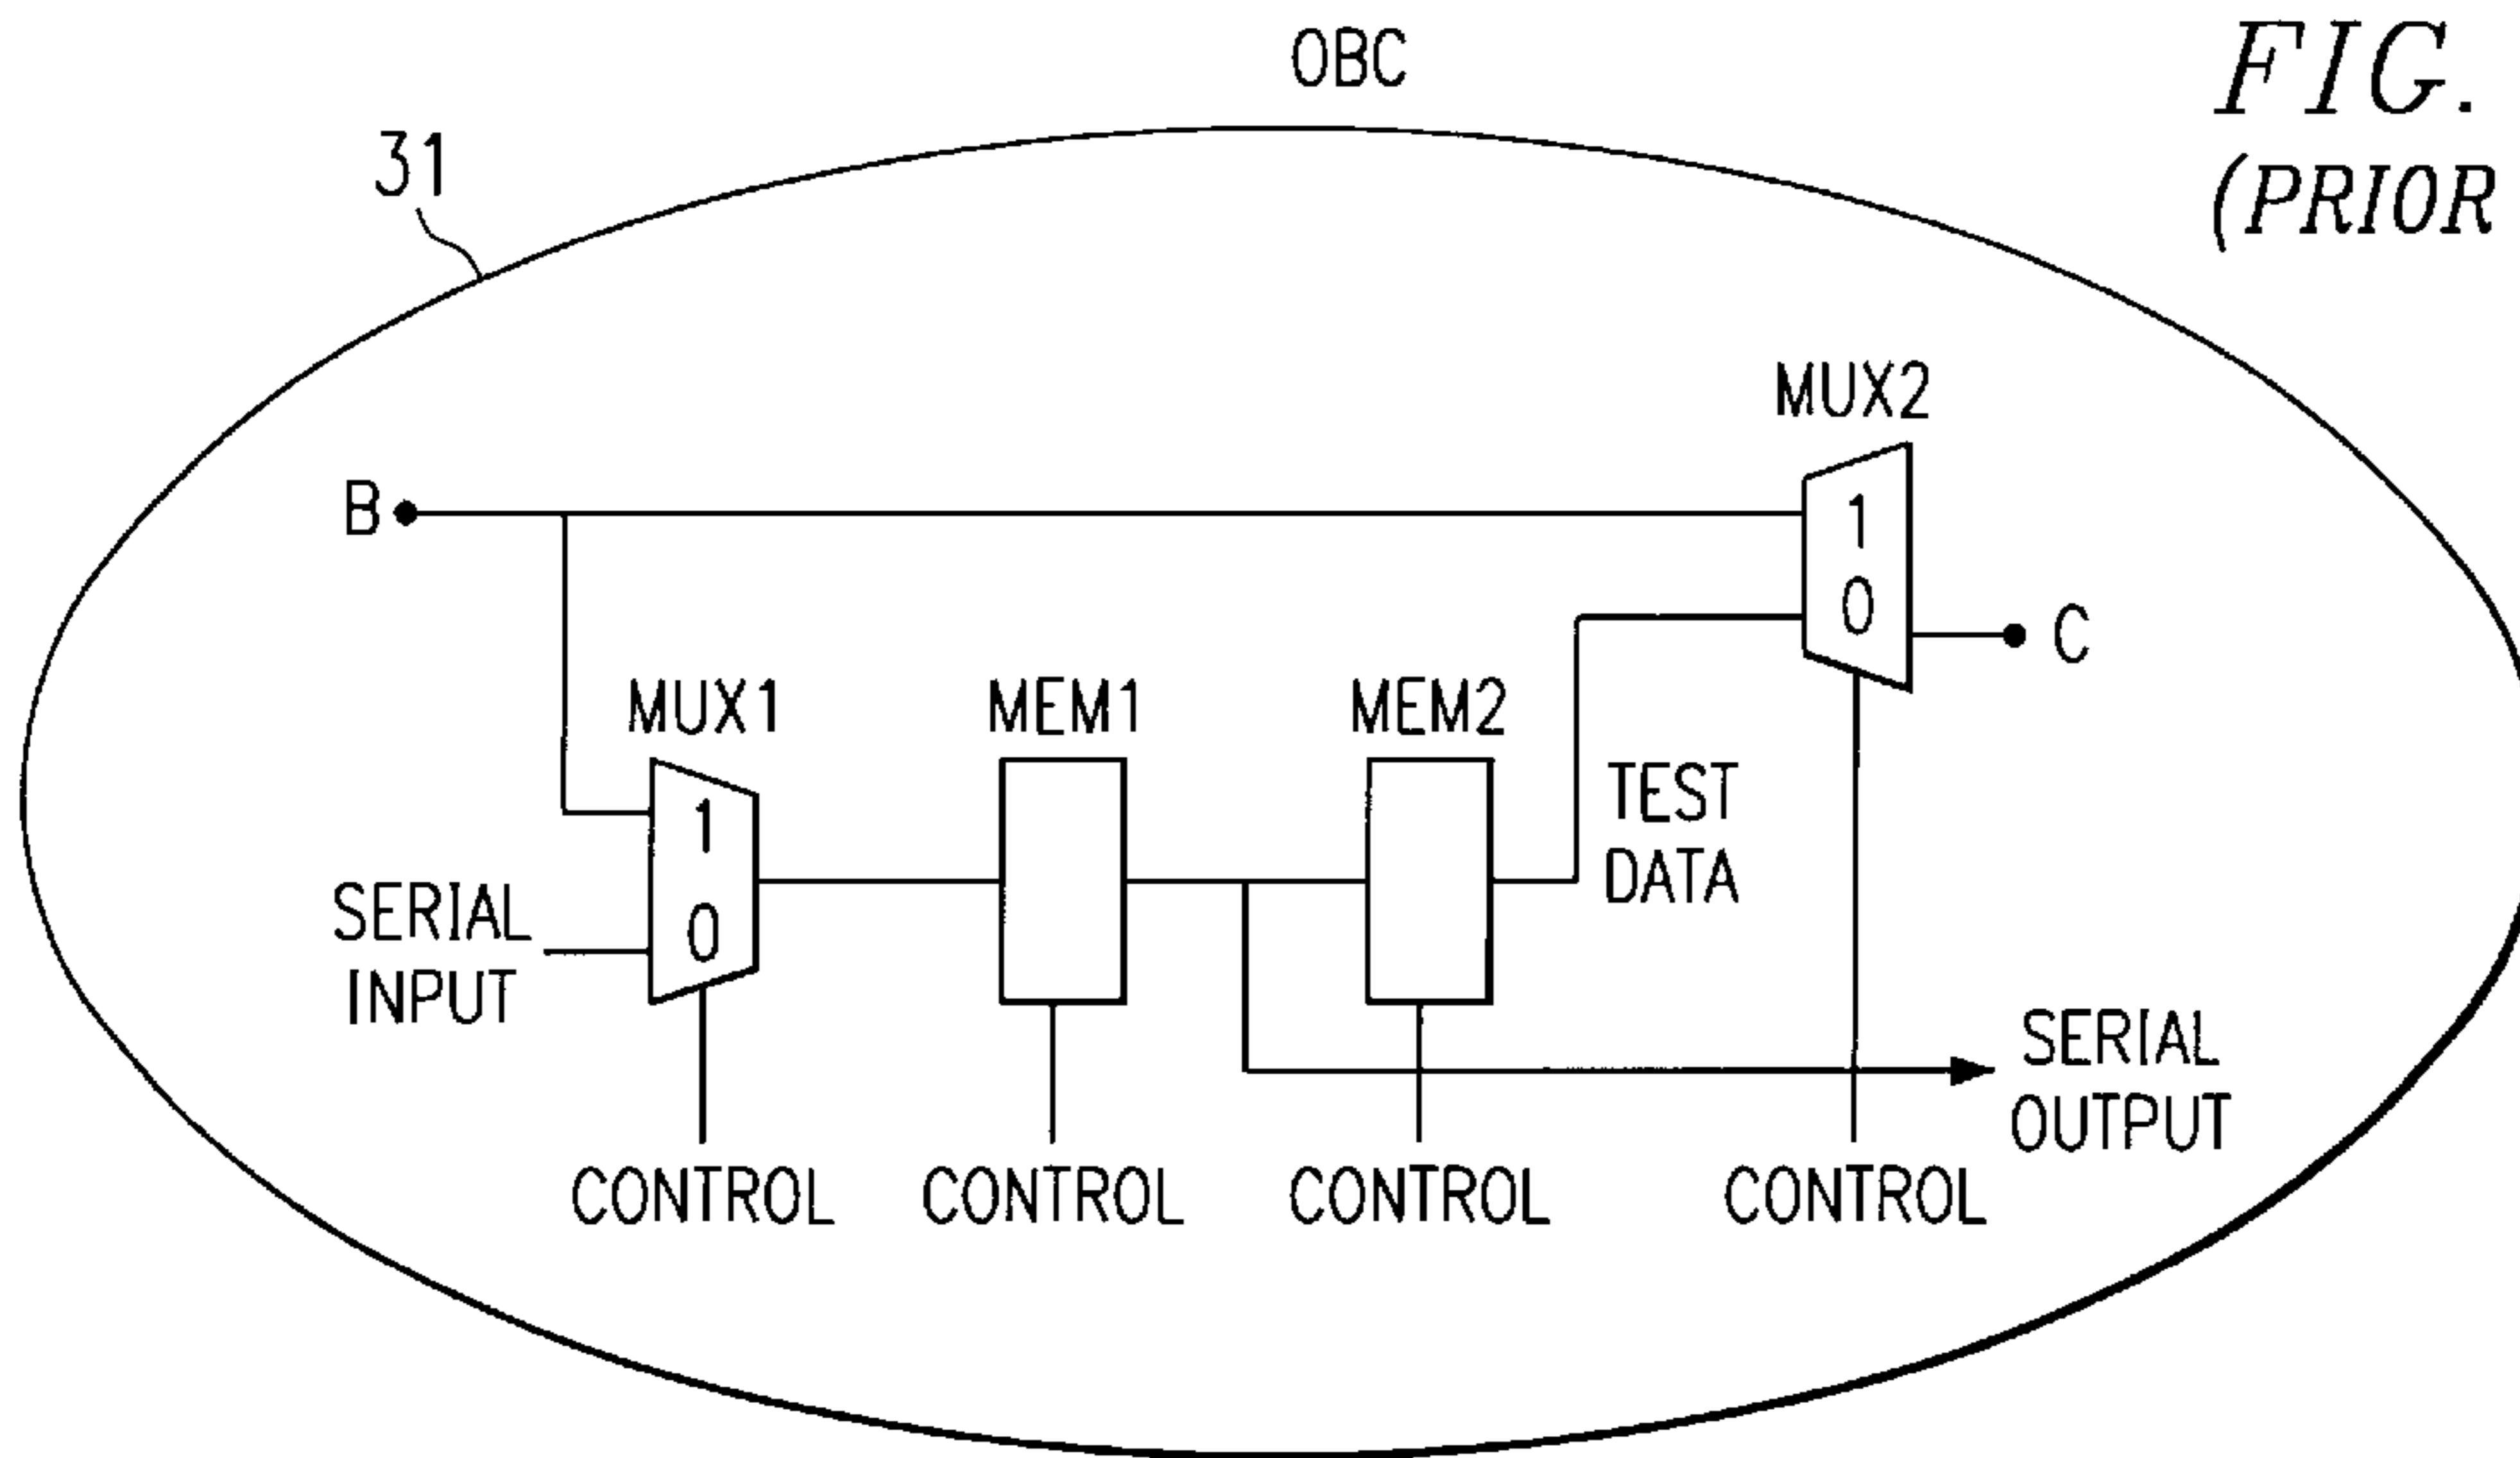 OBC
FIG.
(PRIOR
31
MUX2
B
1
0
C
MUX1
MEM1
MEM2
1
0
TEST
DATA
SERIAL
INPUT
SERIAL
OUTPUT
CONTROL
CONTROL
CONTROL
CONTROL